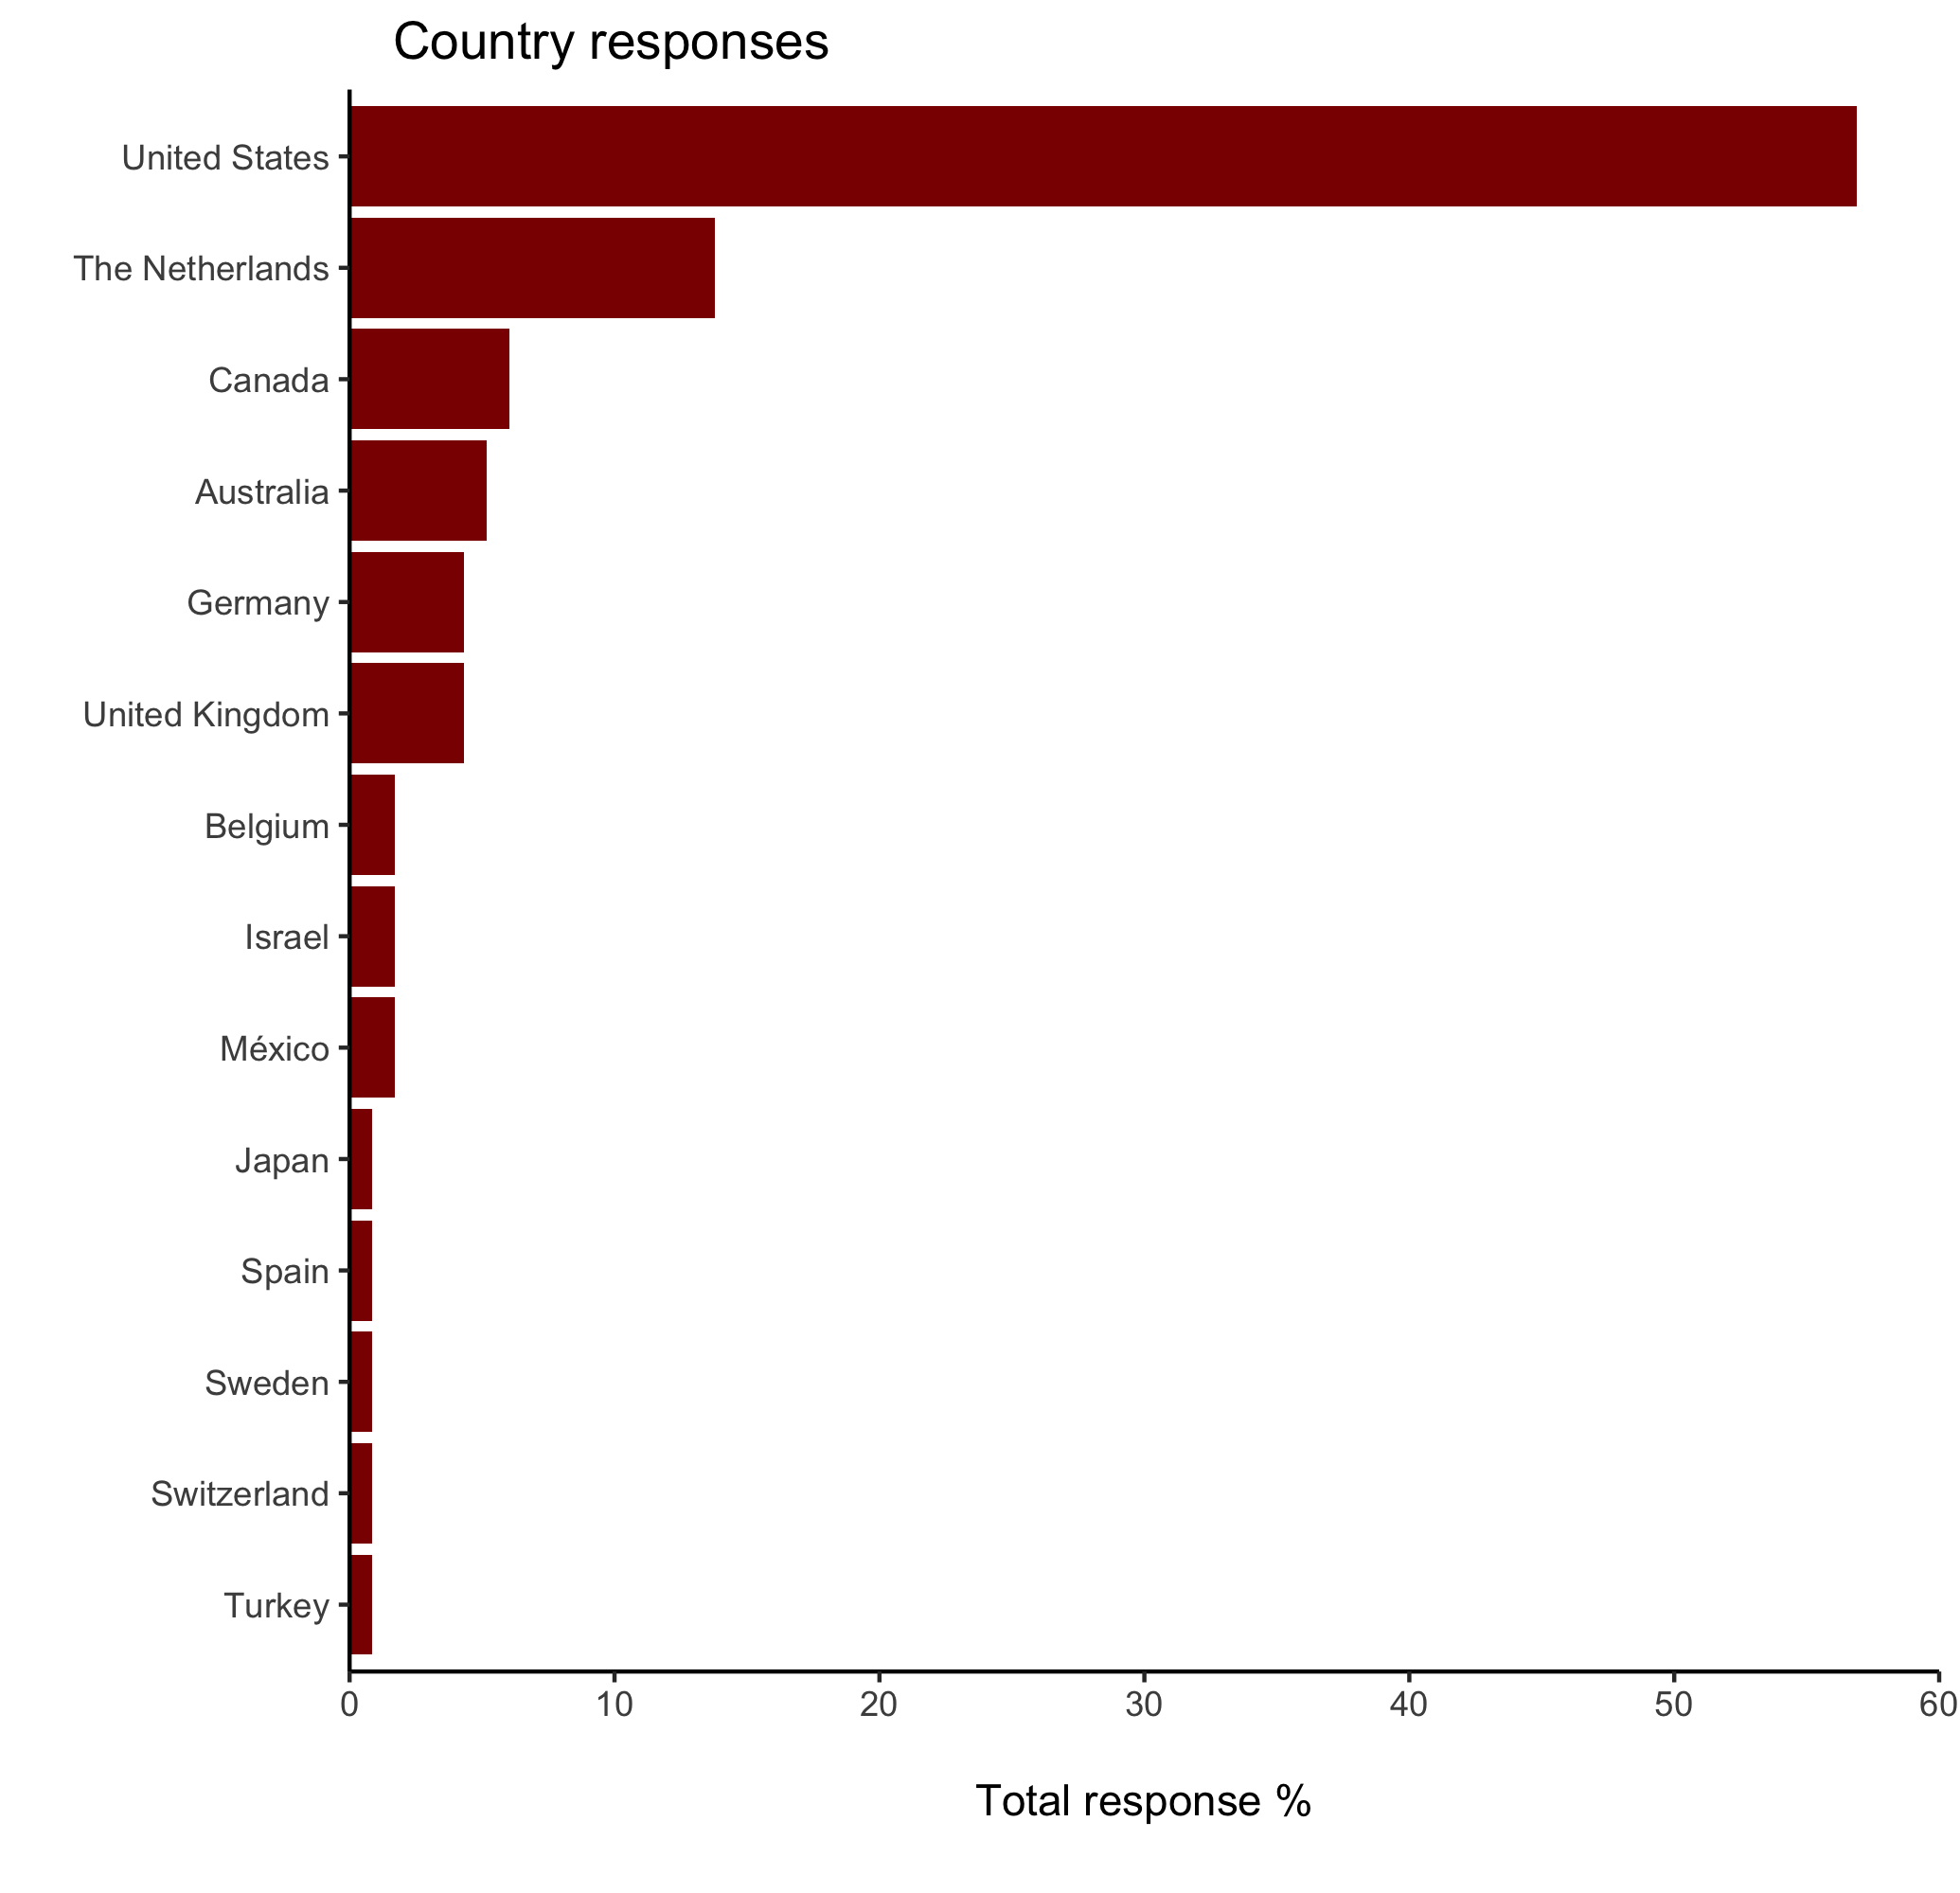 Country responses
United States
The Netherlands
Canada
Australia
Germany
United Kingdom
Belgium
Israel
México
Japan
Spain
Sweden
Switzerland
Turkey
0 10 20 30 40 50 60
Total response %